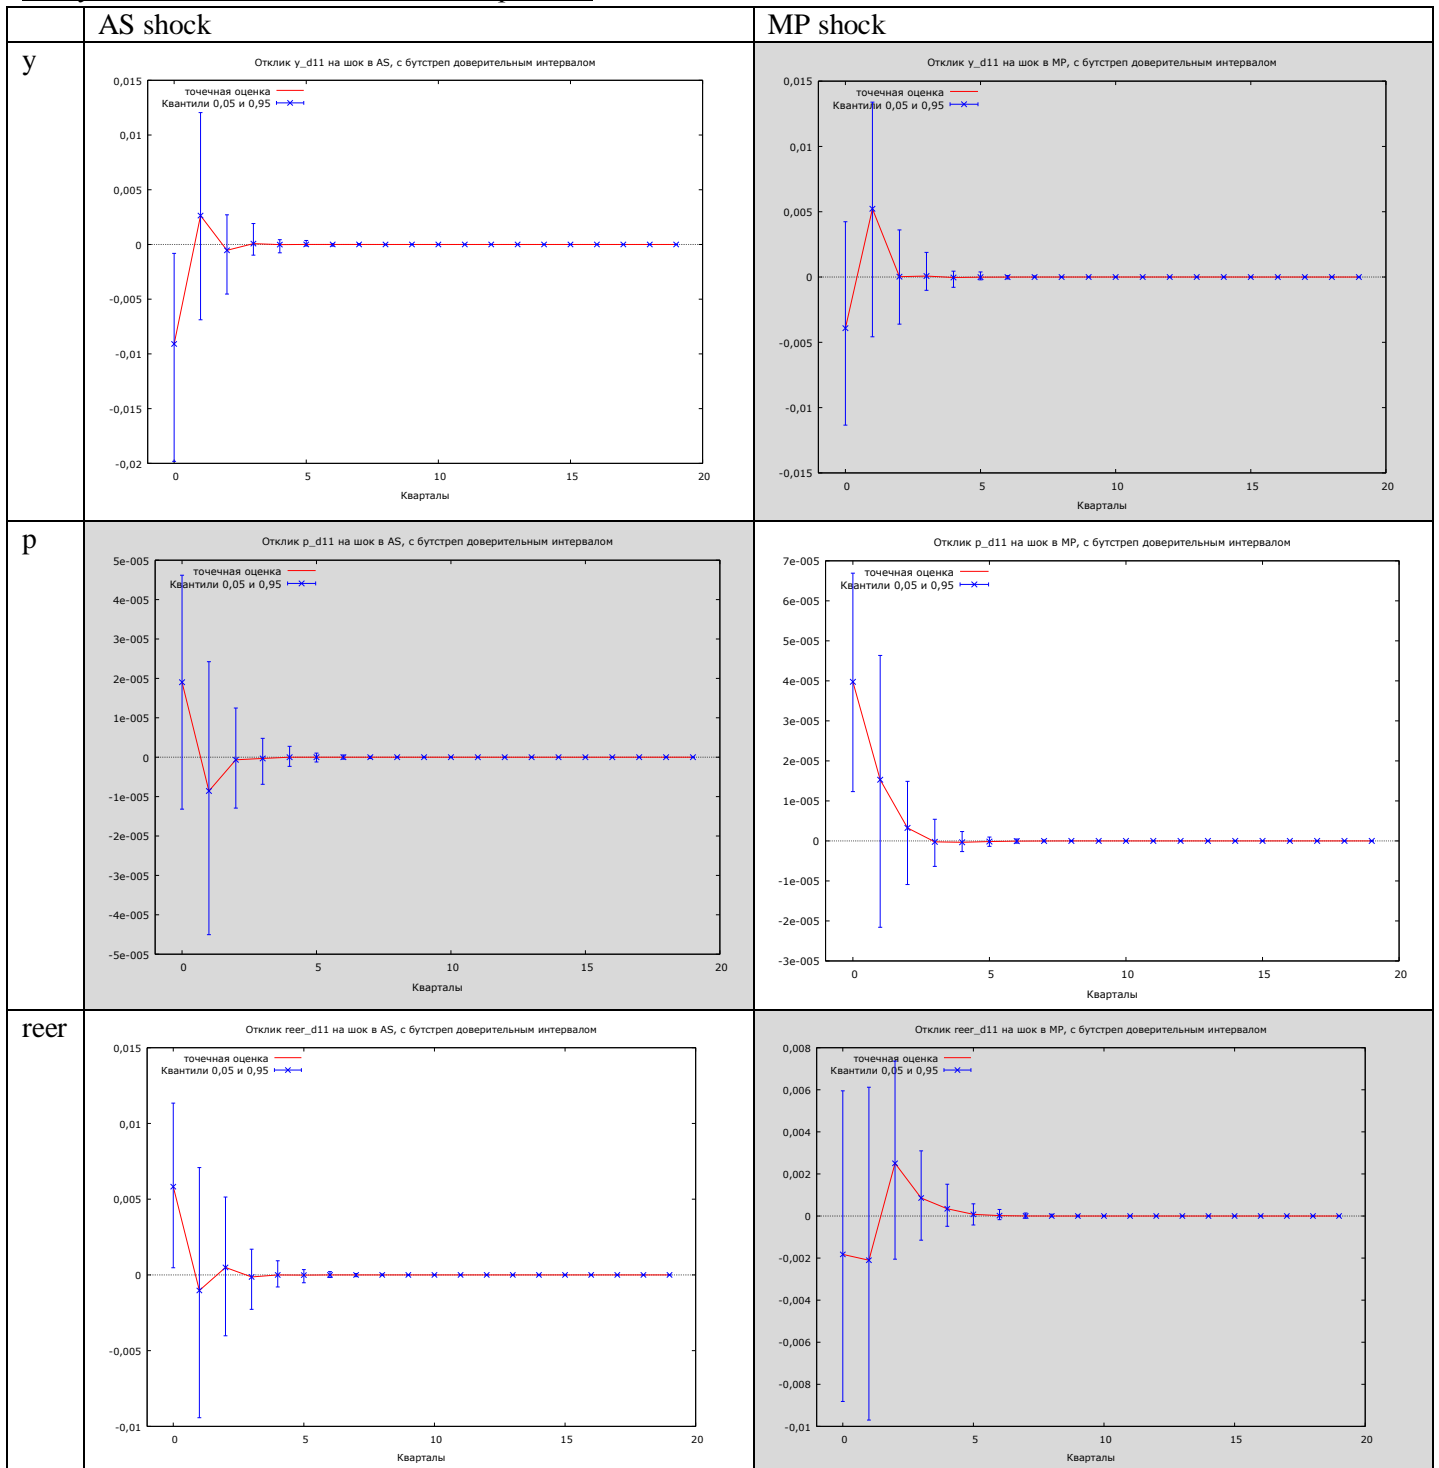 AS shock
MP shock
y
Отклик y_d11 на шок в AS, с бутстреп доверительным интервалом
точечная оценка
Квантили 0,05 и 0,95
0,015
0,01
0,005
0
-0,005
-0,01
-0,015
-0,02
0 5 10 15 20
Кварталы
Отклик y_d11 на шок в MP, с бутстреп доверительным интервалом
точечная оценка
Квантили 0,05 и 0,95
0,015
0,01
0,005
0
-0,005
-0,01
-0,015
0 5 10 15 20
Кварталы
p
Отклик p_d11 на шок в AS, с бутстреп доверительным интервалом
точечная оценка
Квантили 0,05 и 0,95
5e-005
4e-005
3e-005
2e-005
1e-005
0
-1e-005
-2e-005
-3e-005
-4e-005
-5e-005
0 5 10 15 20
Кварталы
Отклик p_d11 на шок в MP, с бутстреп доверительным интервалом
точечная оценка
Квантили 0,05 и 0,95
7e-005
6e-005
5e-005
4e-005
3e-005
2e-005
1e-005
0
-1e-005
-2e-005
-3e-005
0 5 10 15 20
Кварталы
reer
Отклик reer_d11 на шок в AS, с бутстреп доверительным интервалом
точечная оценка
Квантили 0,05 и 0,95
0,015
0,01
0,005
0
-0,005
-0,01
0 5 10 15 20
Кварталы
Отклик reer_d11 на шок в MP, с бутстреп доверительным интервалом
точечная оценка
Квантили 0,05 и 0,95
0,008
0,006
0,004
0,002
0
-0,002
-0,004
-0,006
-0,008
-0,01
0 5 10 15 20
Кварталы